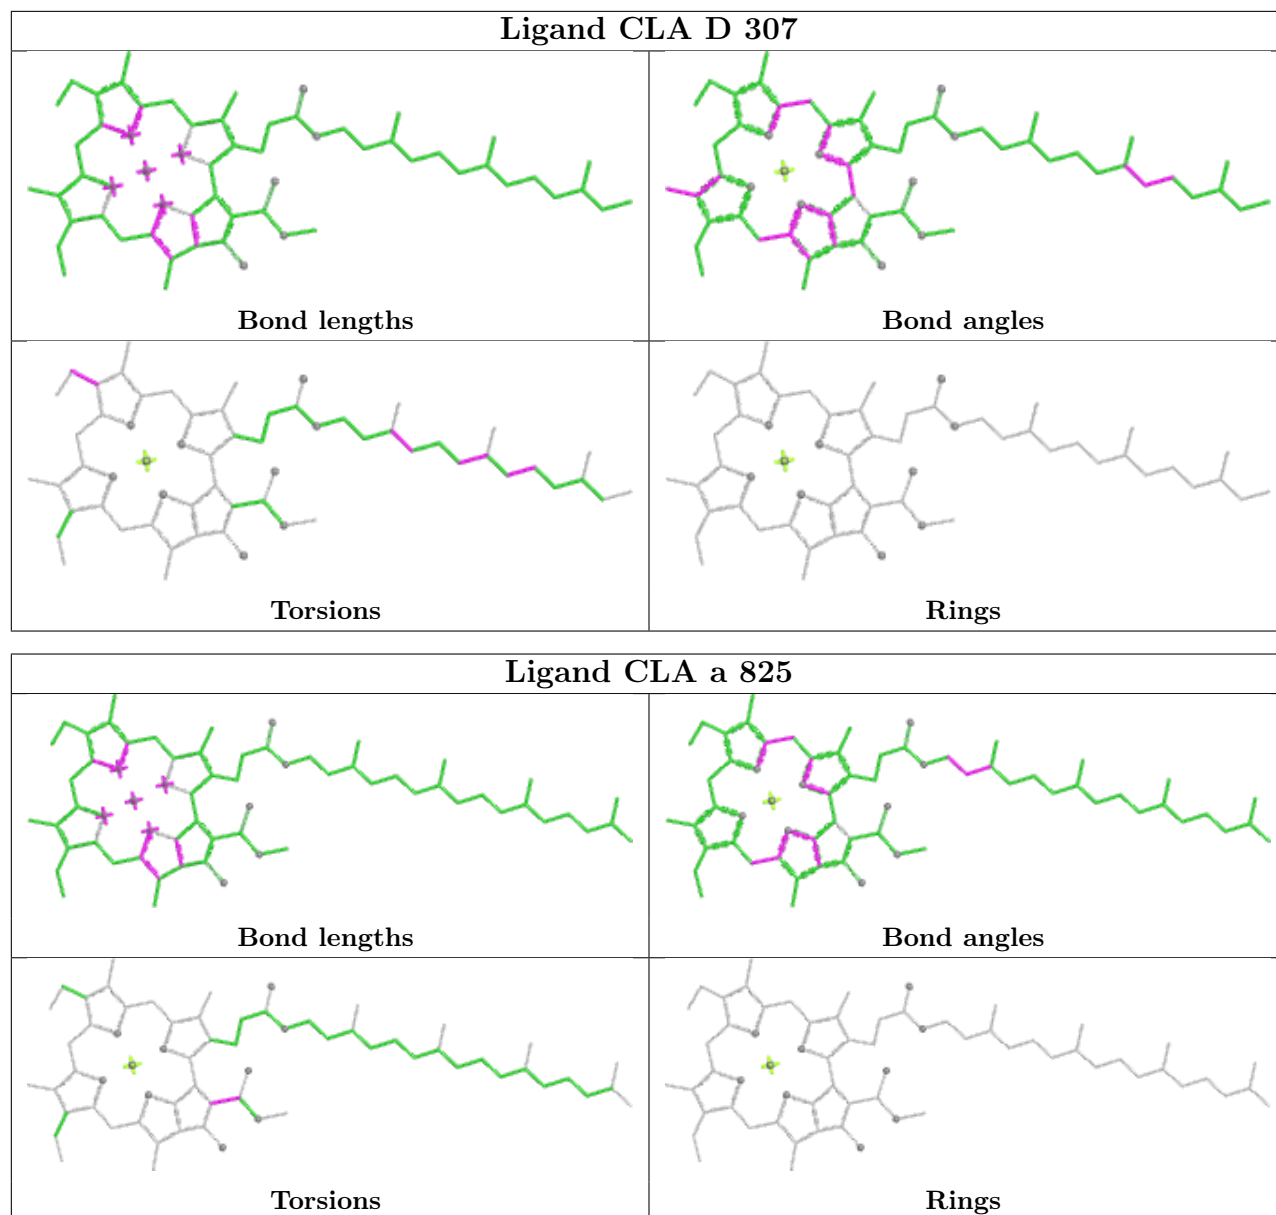 Ligand CLA D 307
Bond lengths
Bond angles
Torsions
Rings
Ligand CLA a 825
Bond lengths
Bond angles
Torsions
Rings